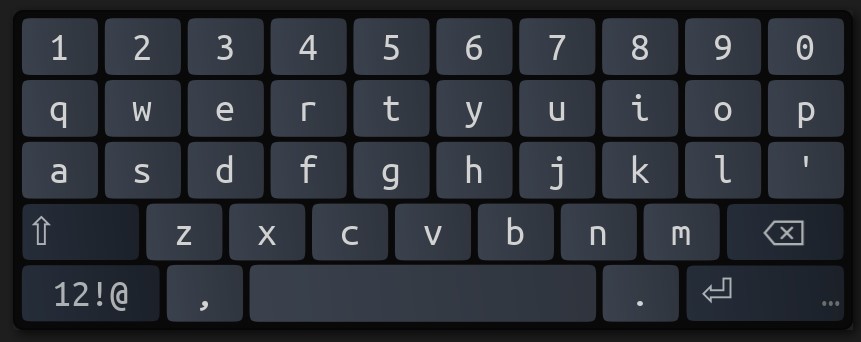 1 2 3 4 5 6 7 8 9 0
q w e r t y u i o p
a s d f g h j k l '
⇧ z x c v b n m ⌫
12!@ , . ⏎ …